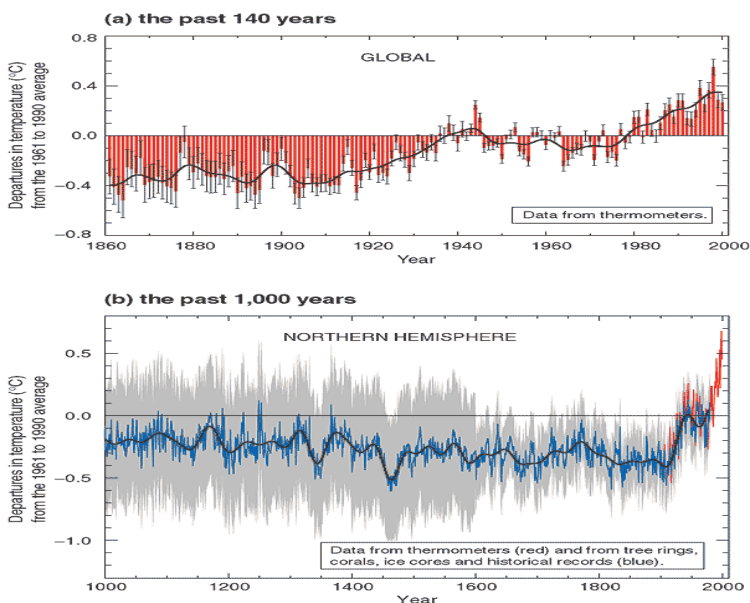 (a) the past 140 years
GLOBAL
Departures in temperature (°C)
from the 1961 to 1990 average
0.8
0.4
0.0
−0.4
−0.8
Data from thermometers.
1860 1880 1900 1920 1940 1960 1980 2000
Year
(b) the past 1,000 years
NORTHERN HEMISPHERE
Departures in temperature (°C)
from the 1961 to 1990 average
0.5
0.0
−0.5
−1.0
Data from thermometers (red) and from tree rings,
corals, ice cores and historical records (blue).
1000 1200 1400 1600 1800 2000
Year